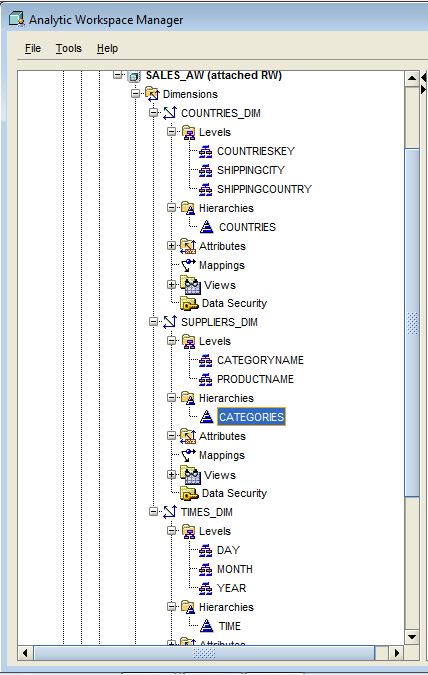 Analytic Workspace Manager
File Tools Help
SALES_AW (attached RW)
Dimensions
COUNTRIES_DIM
Levels
COUNTRIESKEY
SHIPPINGCITY
SHIPPINGCOUNTRY
Hierarchies
COUNTRIES
Attributes
Mappings
Views
Data Security
SUPPLIERS_DIM
Levels
CATEGORYNAME
PRODUCTNAME
Hierarchies
CATEGORIES
Attributes
Mappings
Views
Data Security
TIMES_DIM
Levels
DAY
MONTH
YEAR
Hierarchies
TIME
Attributes